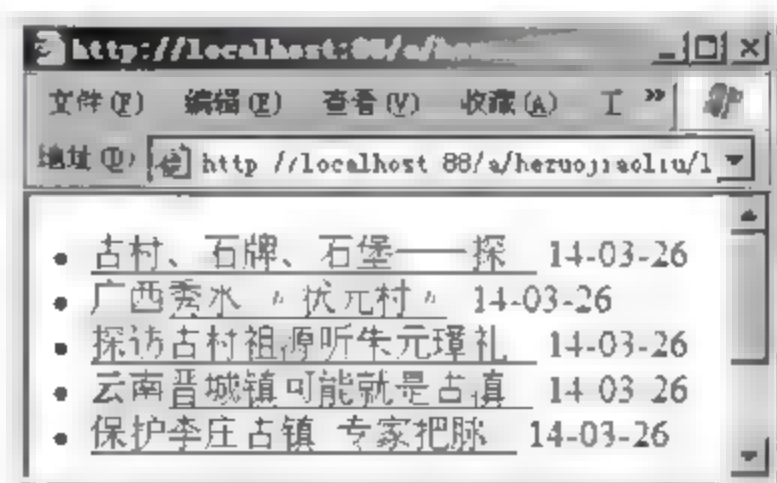 http://localhost:88/a/
文件(F) 编辑(E) 查看(V) 收藏(A) 工 »
地址(D) http //localhost 88/a/heruojiaoliu/l
• 古村、石牌、石堡——探 14-03-26
• 广西秀水“状元村” 14-03-26
• 探访古村祖源听朱元璋礼 14-03-26
• 云南晋城镇可能就是古滇 14 03 26
• 保护李庄古镇 专家把脉 14-03-26